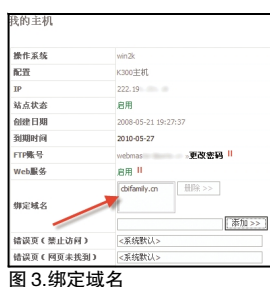 我的主机
操作系统 win2k
配置 K300主机
IP 222.19
站点状态 启用
创建日期 2008-05-21 19:27:37
到期时间 2010-05-27
FTP账号 webmas .更改密码 !!
Web服务 启用 !!
绑定域名 cbifamily.cn 删除 >>
添加 >>
错误页（禁止访问） <系统默认>
错误页（网页未找到） <系统默认>
图 3.绑定域名